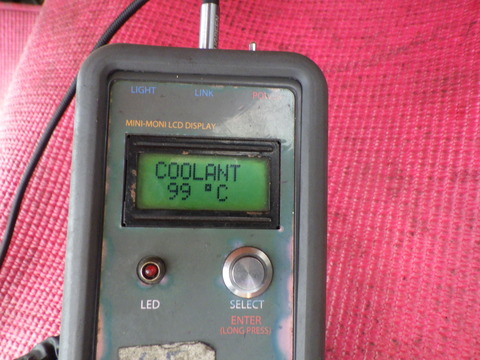 LIGHT LINK
MINI-MONI LCD DISPLAY
COOLANT
99 °C
LED SELECT
ENTER
(LONG PRESS)